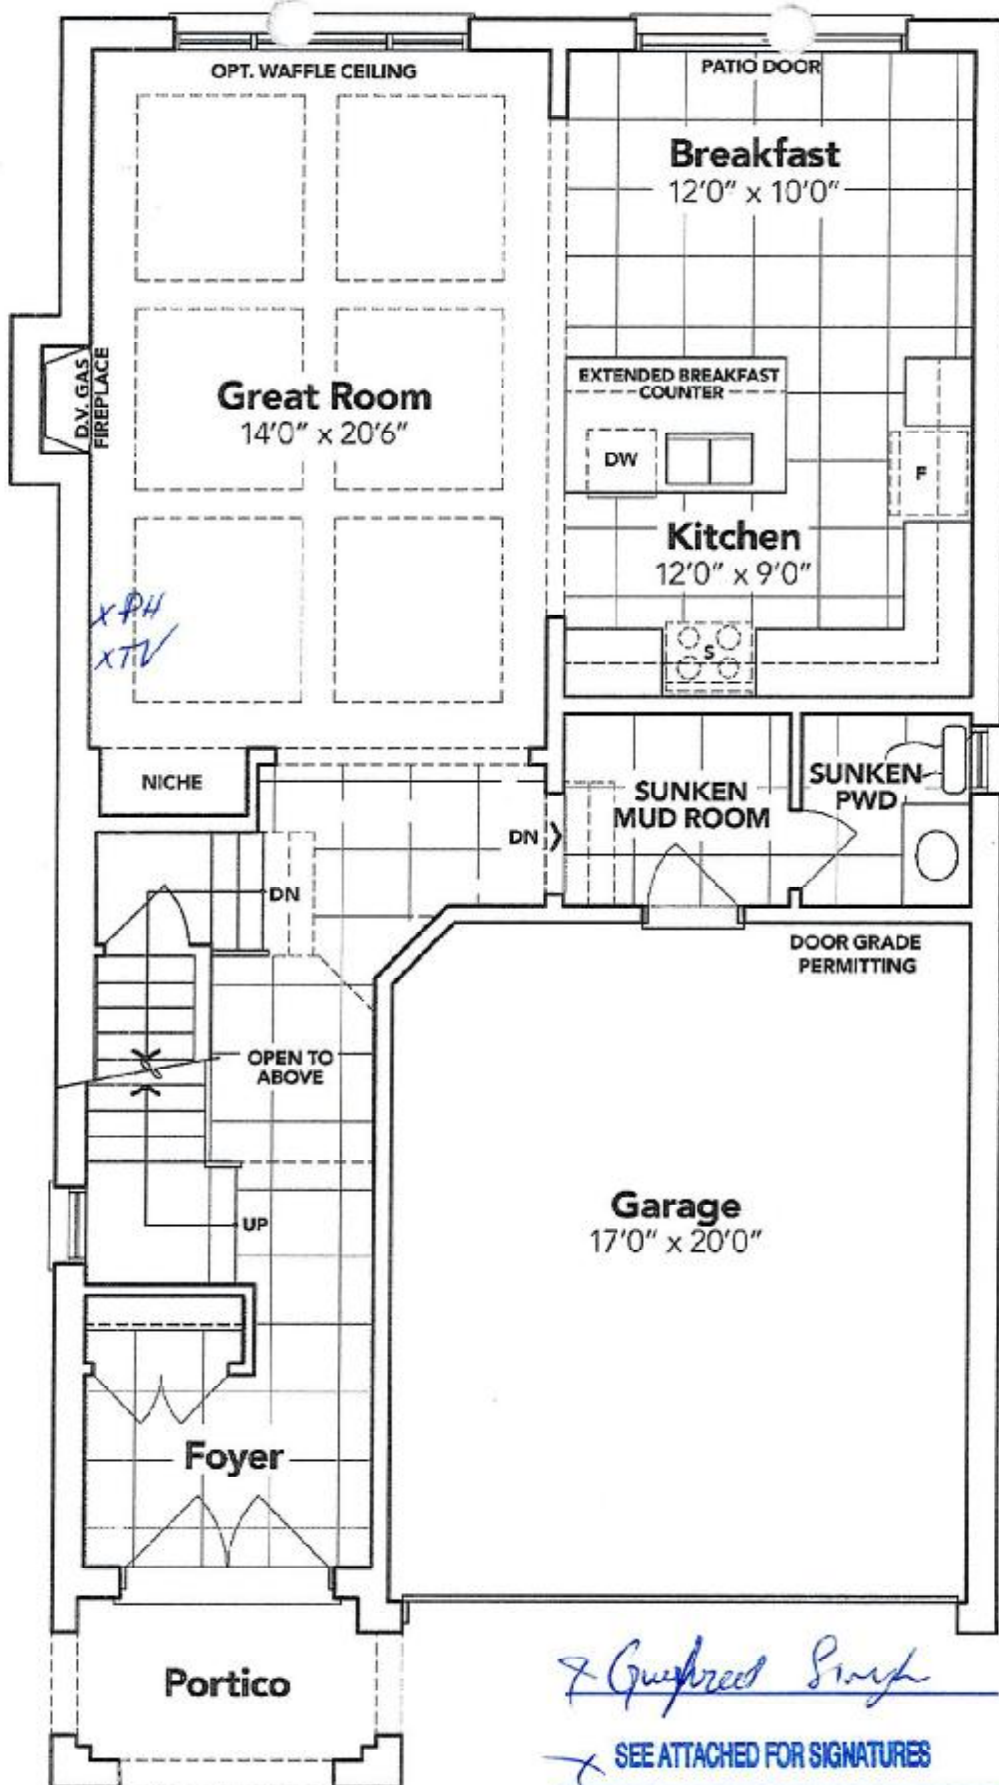 OPT. WAFFLE CEILING
PATIO DOOR
Breakfast
12'0" x 10'0"
D.V. GAS
FIREPLACE
Great Room
14'0" x 20'6"
EXTENDED BREAKFAST
COUNTER
DW
F
Kitchen
12'0" x 9'0"
X PH
XTV
S
NICHE
SUNKEN
MUD ROOM
SUNKEN
PWD
DN
DN
DOOR GRADE
PERMITTING
OPEN TO
ABOVE
UP
Garage
17'0" x 20'0"
Foyer
Portico
X
X SEE ATTACHED FOR SIGNATURES